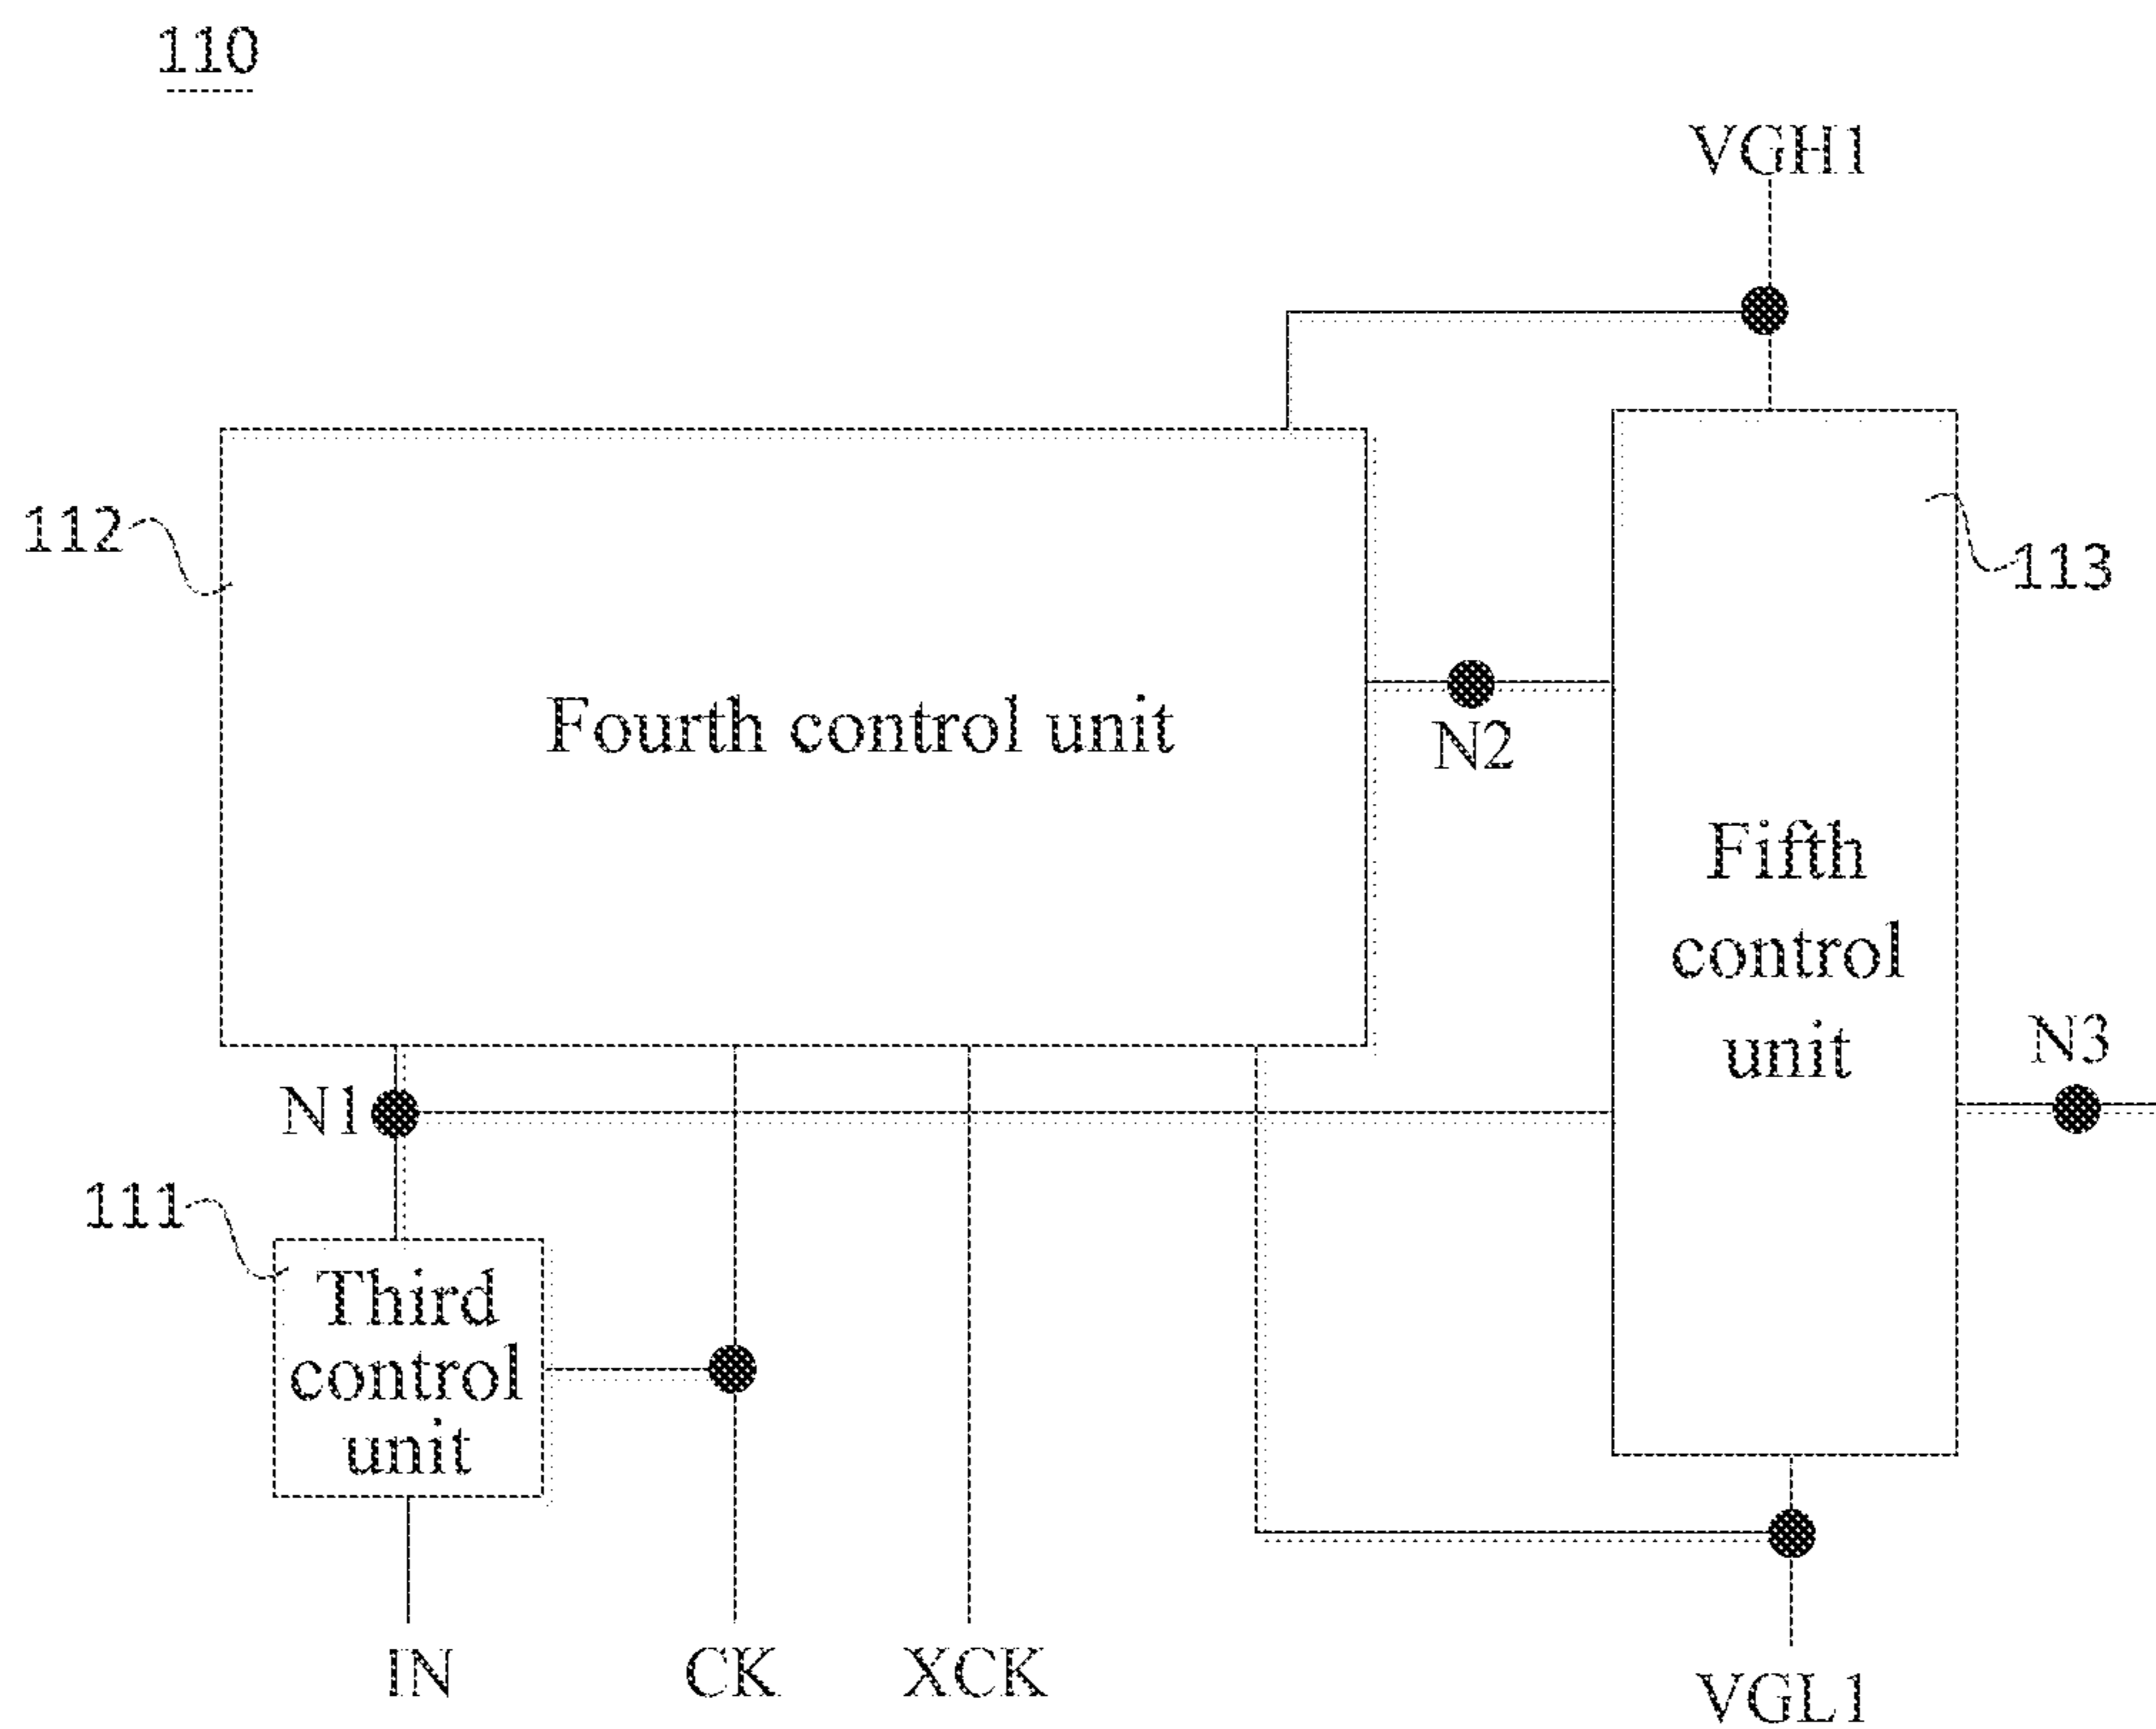 110
VGH1
112
113
Fourth control unit
N2
Fifth
control
unit
N3
N1
111
Third
control
unit
IN
CK
XCK
VGL1